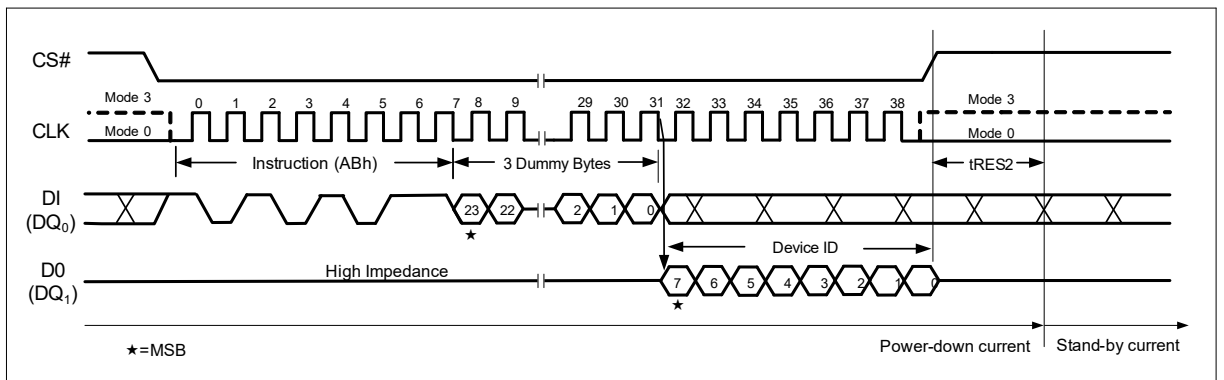 CS#
Mode 3 0 1 2 3 4 5 6 7 8 9 29 30 31 32 33 34 35 36 37 38 Mode 3
CLK Mode 0 Mode 0
Instruction (ABh) 3 Dummy Bytes tRES2
DI
(DQ0) 23 22 2 1 0
★ Device ID
D0 High Impedance
(DQ1) 7 6 5 4 3 2 1 0
★
★=MSB Power-down current Stand-by current